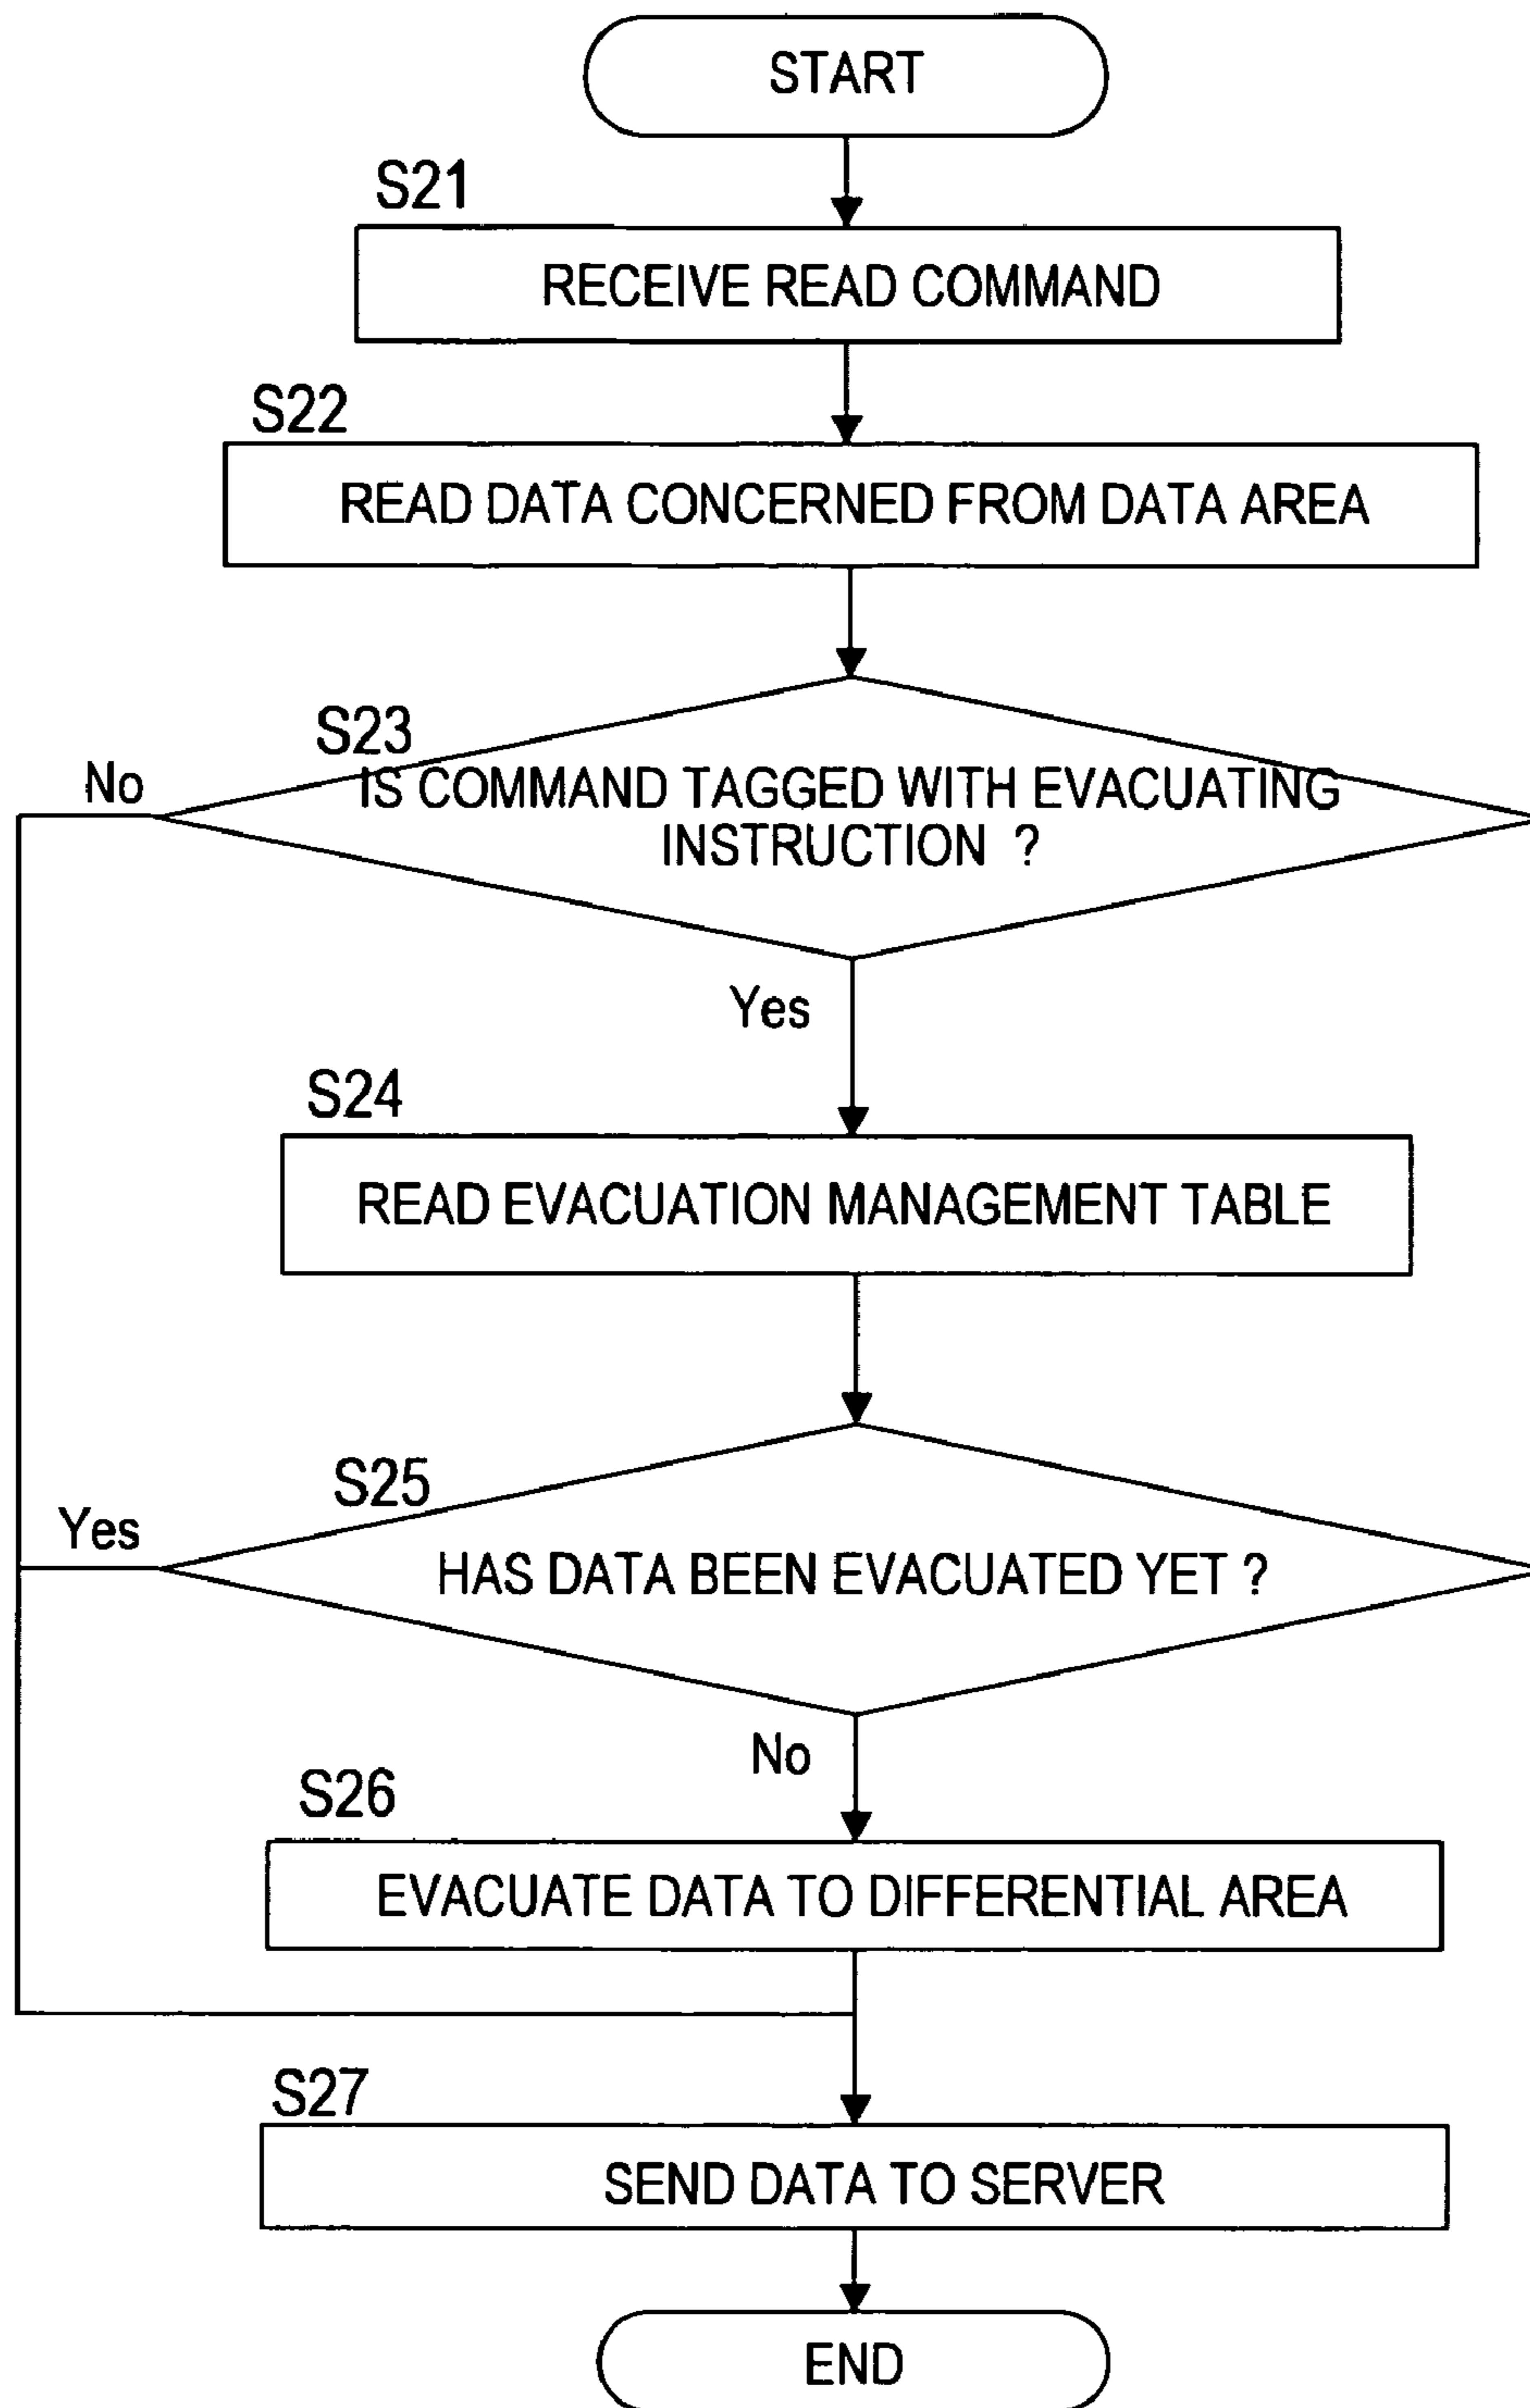 START
S21
RECEIVE READ COMMAND
S22
READ DATA CONCERNED FROM DATA AREA
S23
No
IS COMMAND TAGGED WITH EVACUATING
INSTRUCTION ?
Yes
S24
READ EVACUATION MANAGEMENT TABLE
S25
Yes
HAS DATA BEEN EVACUATED YET ?
No
S26
EVACUATE DATA TO DIFFERENTIAL AREA
S27
SEND DATA TO SERVER
END